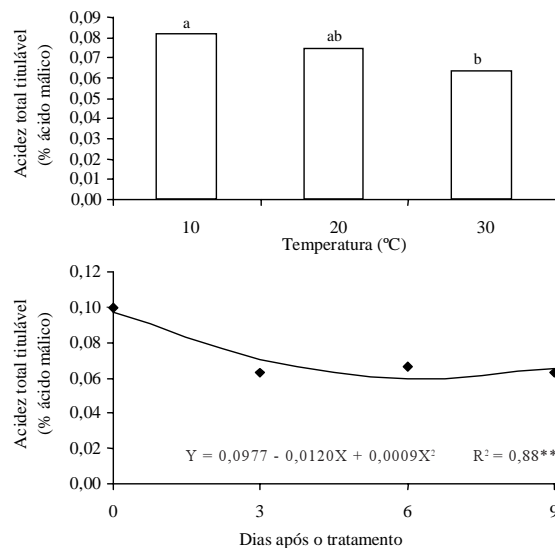 Acidez total titulável
(% ácido málico)
0,09
0,08
0,07
0,06
0,05
0,04
0,03
0,02
0,01
0,00
a
ab
b
10 20 30
Temperatura (ºC)
Acidez total titulável
(% ácido málico)
0,12
0,10
0,08
0,06
0,04
0,02
0,00
Y = 0,0977 - 0,0120X + 0,0009X² R² = 0,88**
0 3 6 9
Dias após o tratamento